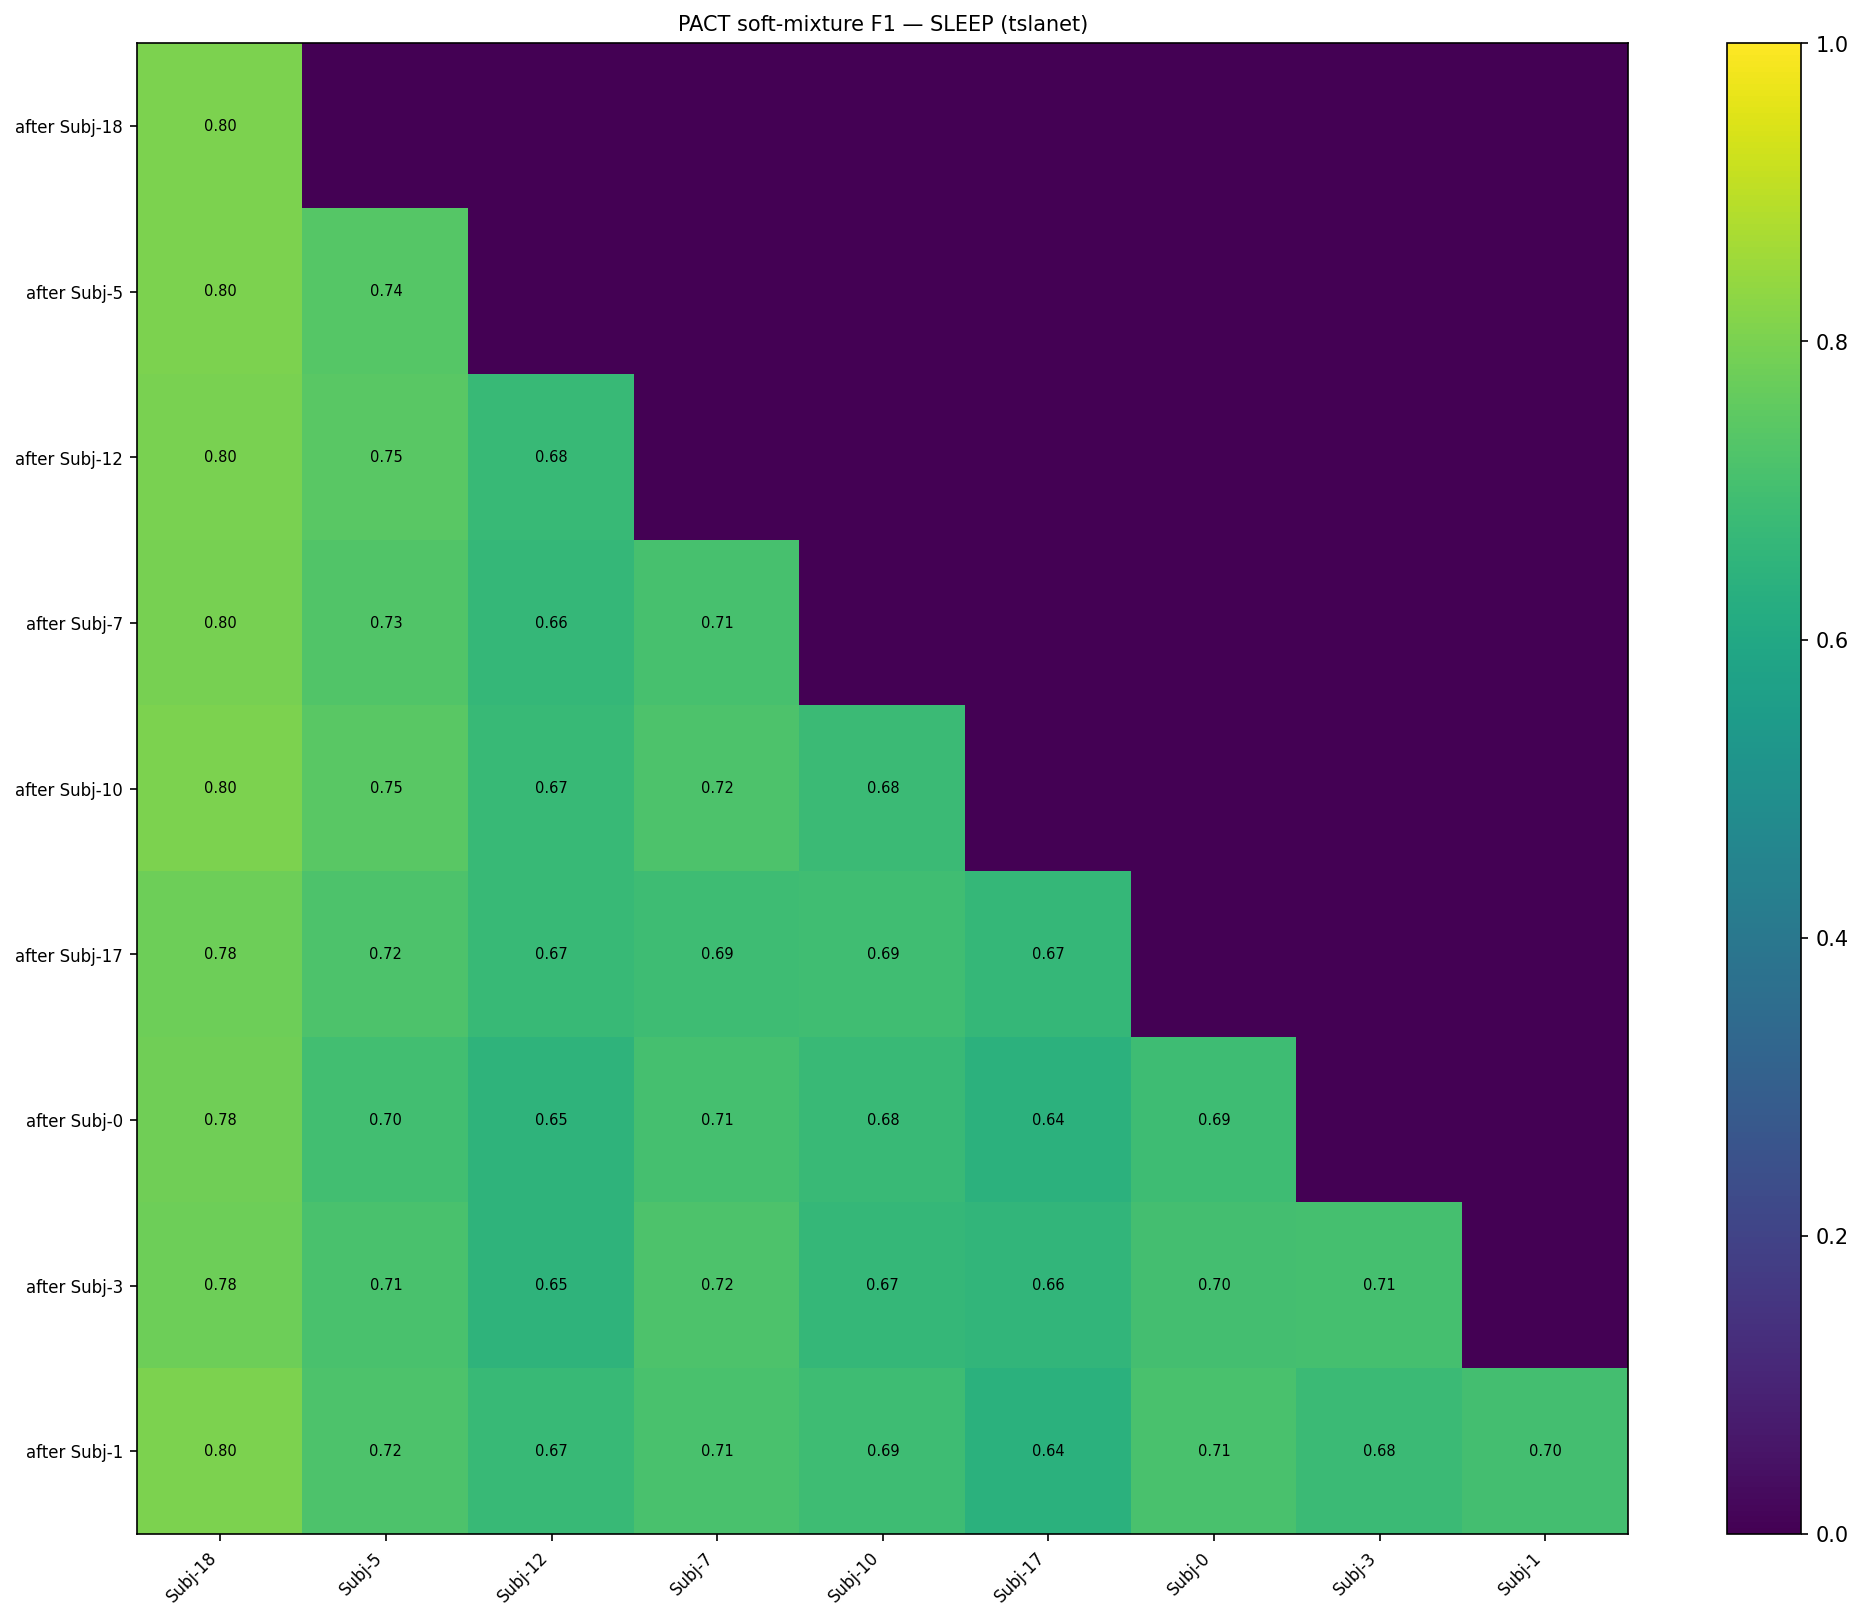 PACT soft-mixture F1 — SLEEP (tslanet)
1.0
after Subj-18 0.80
after Subj-5 0.80 0.74
0.8
after Subj-12 0.80 0.75 0.68
after Subj-7 0.80 0.73 0.66 0.71
0.6
after Subj-10 0.80 0.75 0.67 0.72 0.68
0.4
after Subj-17 0.78 0.72 0.67 0.69 0.69 0.67
after Subj-0 0.78 0.70 0.65 0.71 0.68 0.64 0.69
0.2
after Subj-3 0.78 0.71 0.65 0.72 0.67 0.66 0.70 0.71
after Subj-1 0.80 0.72 0.67 0.71 0.69 0.64 0.71 0.68 0.70
0.0
Subj-18 Subj-5 Subj-12 Subj-7 Subj-10 Subj-17 Subj-0 Subj-3 Subj-1